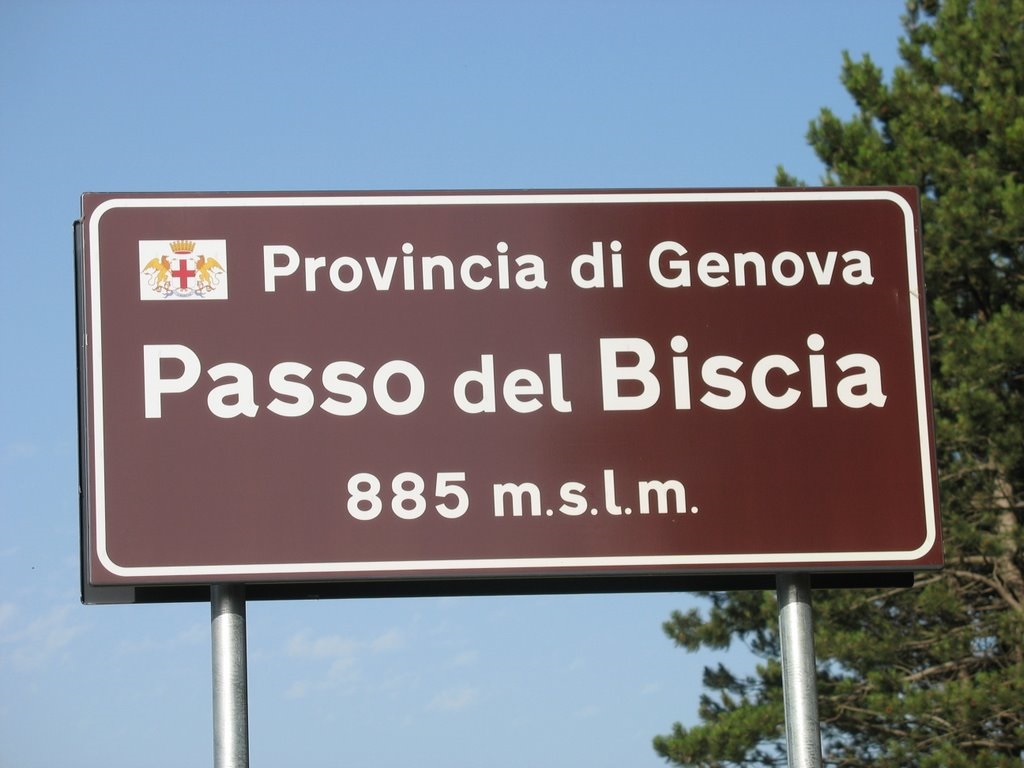 Provincia di Genova
Passo del Biscia
885 m.s.l.m.